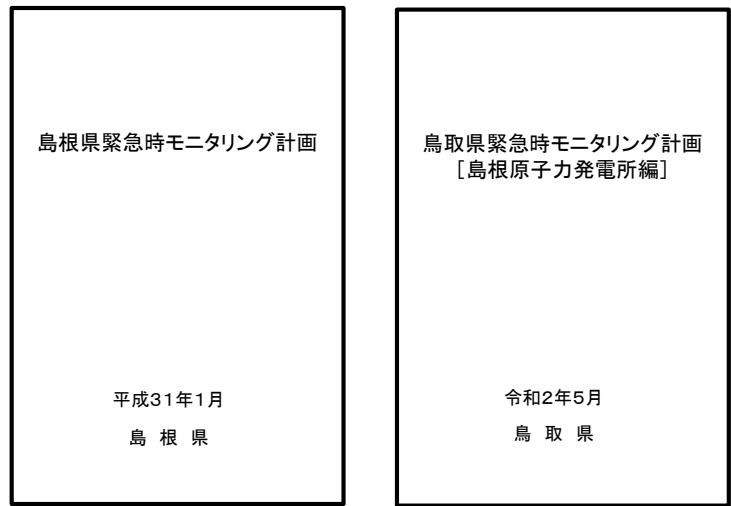 島根県緊急時モニタリング計画
平成31年1月
島 根 県
鳥取県緊急時モニタリング計画
［島根原子力発電所編］
令和2年5月
鳥 取 県